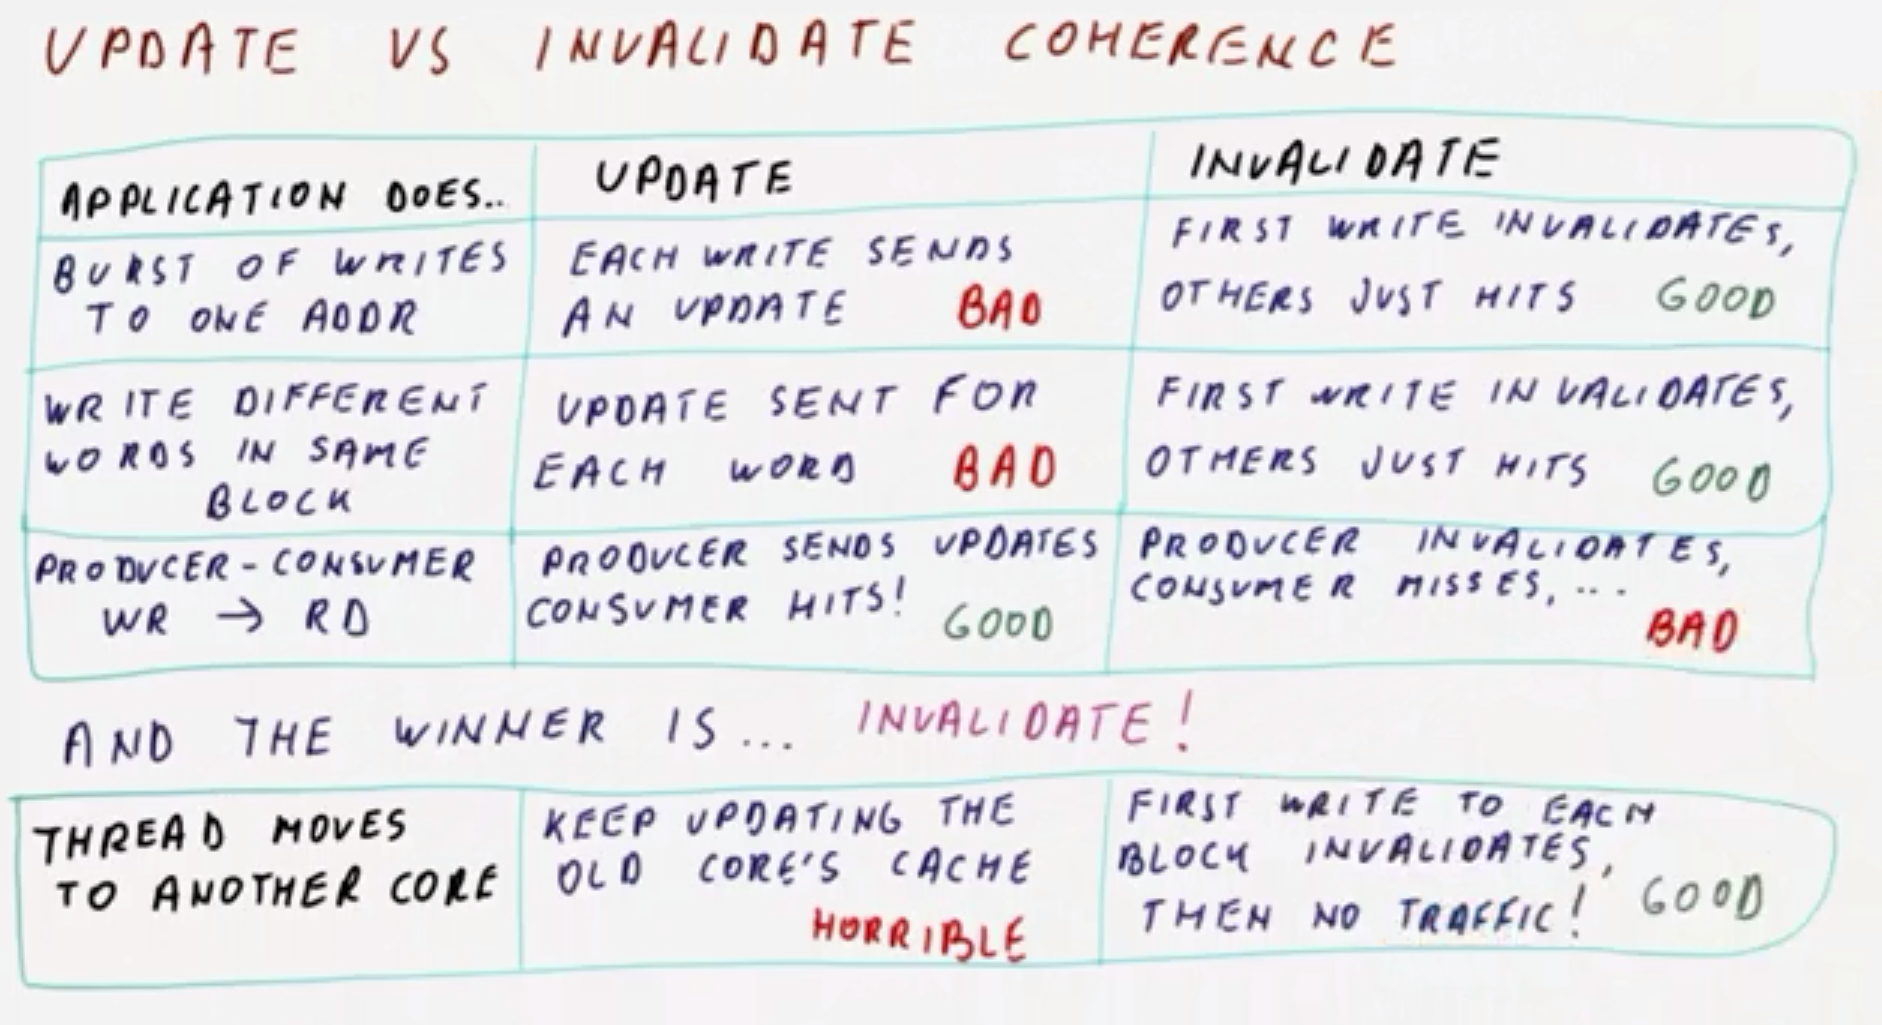 UPDATE VS INVALIDATE COHERENCE
APPLICATION DOES..
UPDATE
INVALIDATE
BURST OF WRITES
TO ONE ADDR
EACH WRITE SENDS
AN UPDATE BAD
FIRST WRITE INVALIDATES,
OTHERS JUST HITS GOOD
WRITE DIFFERENT
WORDS IN SAME
BLOCK
UPDATE SENT FOR
EACH WORD BAD
FIRST WRITE INVALIDATES,
OTHERS JUST HITS GOOD
PRODUCER-CONSUMER
WR → RD
PRODUCER SENDS UPDATES
CONSUMER HITS! GOOD
PRODUCER INVALIDATES,
CONSUMER MISSES, ...
BAD
AND THE WINNER IS... INVALIDATE!
THREAD MOVES
TO ANOTHER CORE
KEEP UPDATING THE
OLD CORE'S CACHE
HORRIBLE
FIRST WRITE TO EACH
BLOCK INVALIDATES,
THEN NO TRAFFIC! GOOD